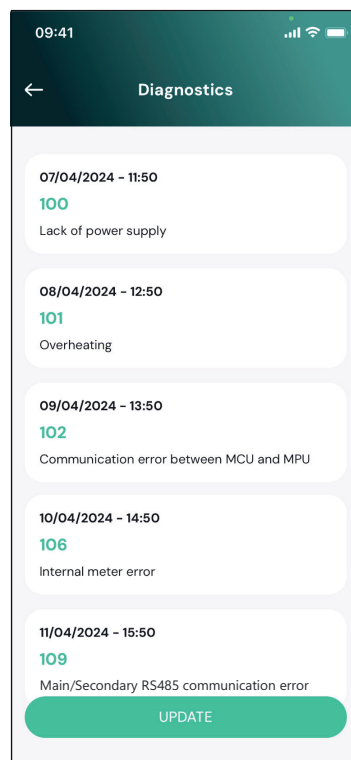 09:41
Diagnostics
07/04/2024 - 11:50
100
Lack of power supply
08/04/2024 - 12:50
101
Overheating
09/04/2024 - 13:50
102
Communication error between MCU and MPU
10/04/2024 - 14:50
106
Internal meter error
11/04/2024 - 15:50
109
Main/Secondary RS485 communication error
UPDATE